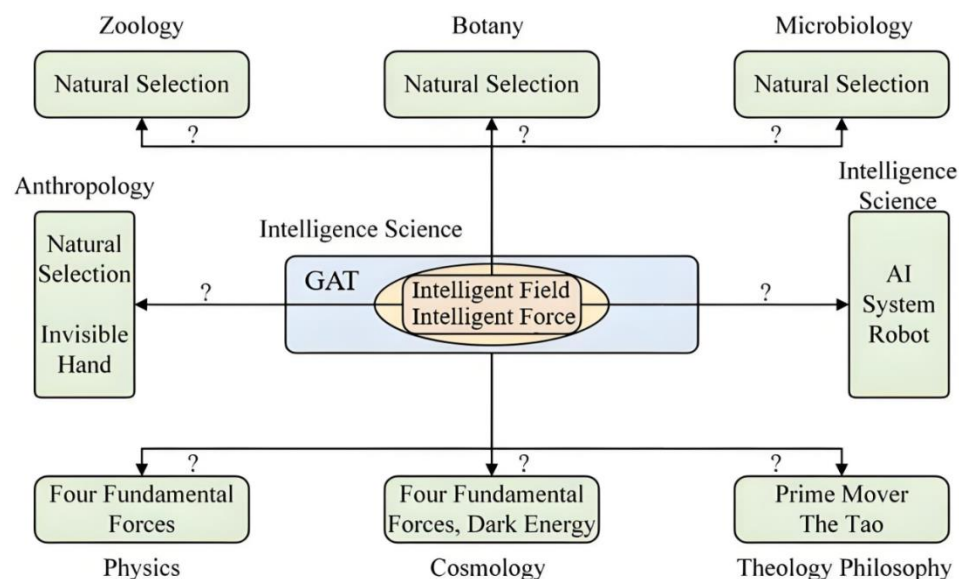 Zoology
Botany
Microbiology
Natural Selection
Natural Selection
Natural Selection
?
?
?
Anthropology
Intelligence
Science
Natural
Selection
Invisible
Hand
Intelligence Science
GAT
Intelligent Field
Intelligent Force
?
?
AI
System
Robot
?
?
?
Four Fundamental
Forces
Four Fundamental
Forces, Dark Energy
Prime Mover
The Tao
Physics
Cosmology
Theology Philosophy